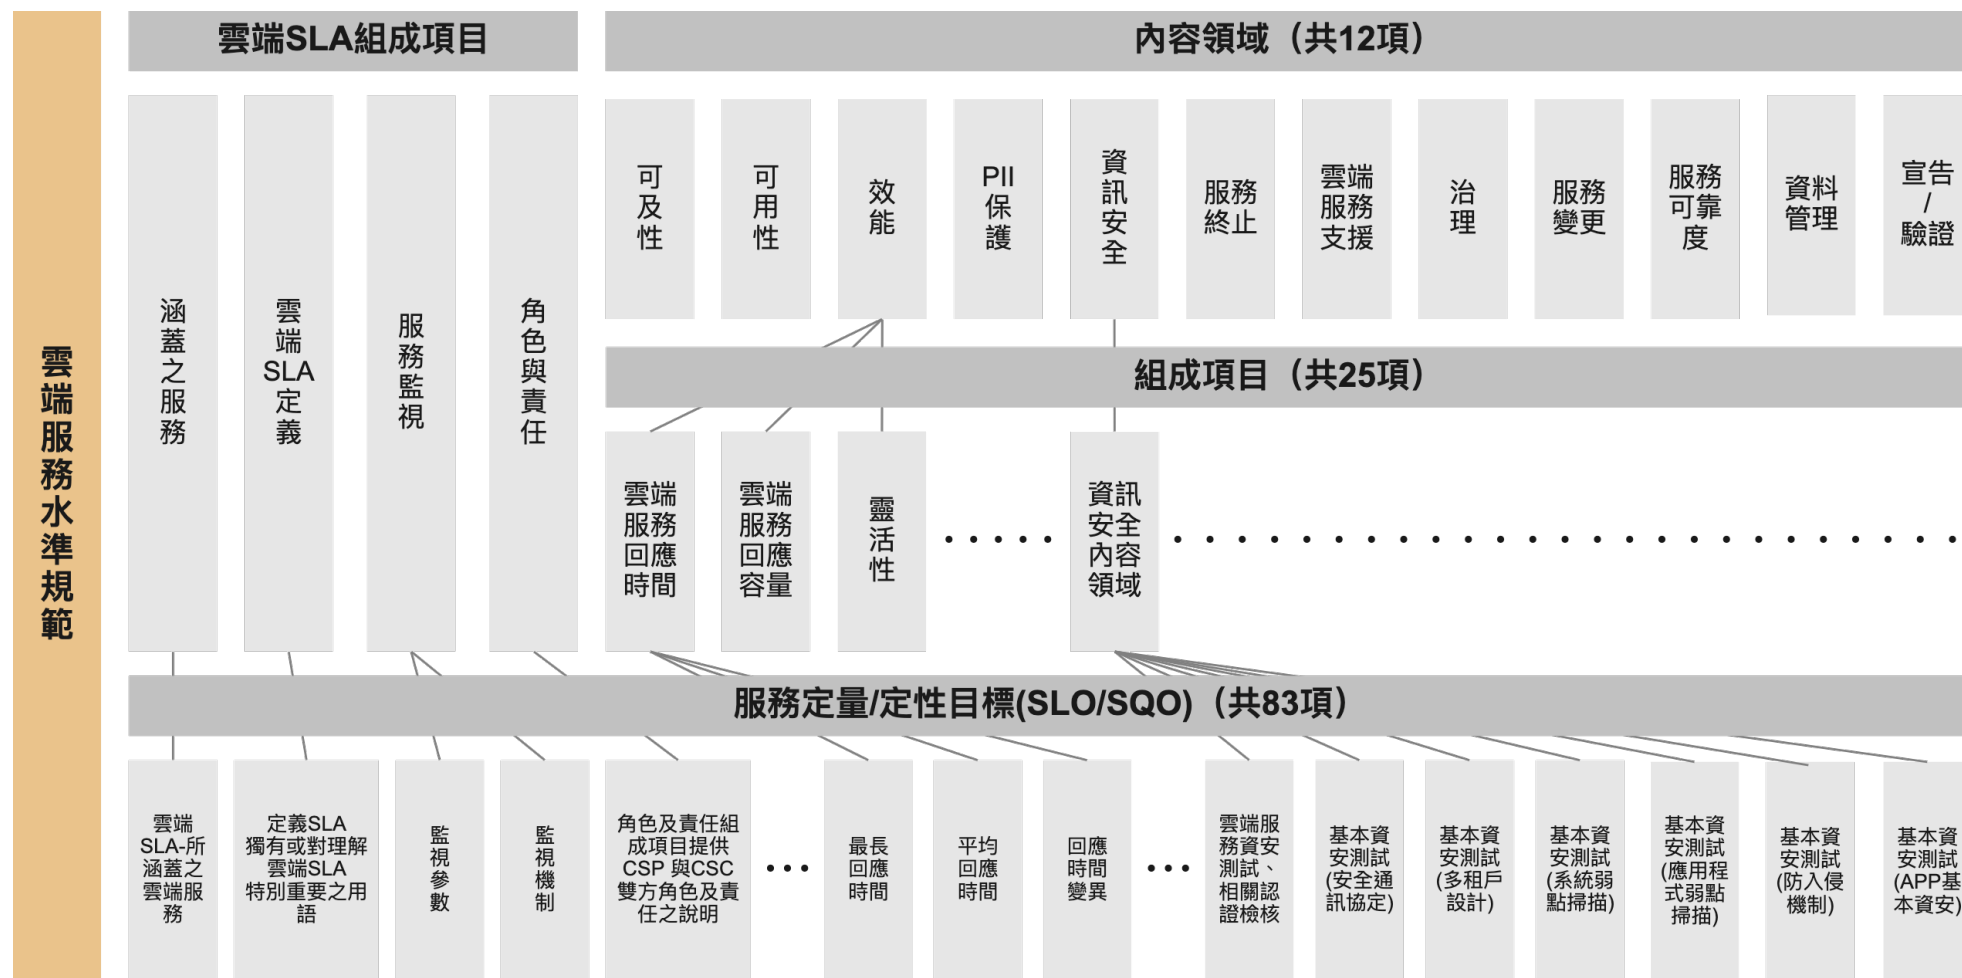 雲端服務水準規範
雲端SLA組成項目
內容領域（共12項）
涵蓋之服務
雲端
SLA
定義
服務監視
角色與責任
可及性
可用性
效能
PII
保護
資訊安全
服務
終止
雲端
服務
支援
治理
服務
變更
服務
可靠
度
資料
管理
宣告
/
驗證
組成項目（共25項）
雲端
服務
回應
時間
雲端
服務
回應
容量
靈活性
·····
資訊
安全
內容
領域
·························
服務定量/定性目標(SLO/SQO)（共83項）
雲端
SLA-所
涵蓋之
雲端服
務
定義SLA
獨有或對理解
雲端SLA
特別重要之用
語
監視參數
監視機制
角色及責任組
成項目提供
CSP 與CSC
雙方角色及責
任之說明
···
最長
回應
時間
平均
回應
時間
回應
時間
變異
···
雲端服
務資安
測試、
相關認
證檢核
基本資
安測試
(安全通
訊協定)
基本資
安測試
(多租戶
設計)
基本資
安測試
(系統弱
點掃描)
基本資
安測試
(應用程
式弱點
掃描)
基本資
安測試
(防入侵
機制)
基本資
安測試
(APP基
本資安)